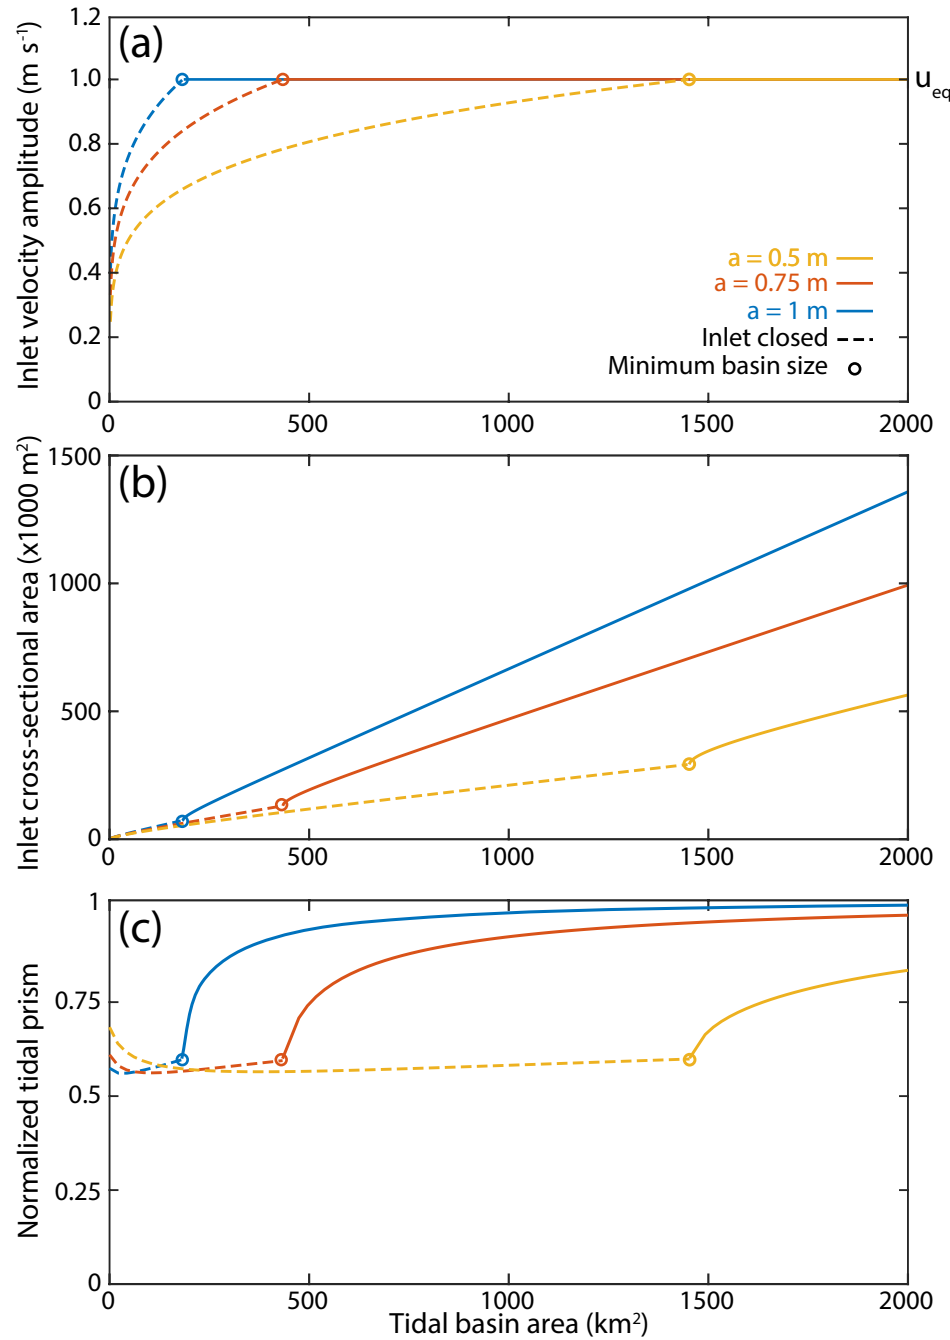 (a)
Inlet velocity amplitude (m s⁻¹)
1.2
1.0
0.8
0.6
0.4
0.2
0
u_eq
a = 0.5 m
a = 0.75 m
a = 1 m
Inlet closed
Minimum basin size
0 500 1000 1500 2000
(b)
Inlet cross-sectional area (x1000 m²)
1500
1000
500
0
0 500 1000 1500 2000
(c)
Normalized tidal prism
1
0.75
0.5
0.25
0
0 500 1000 1500 2000
Tidal basin area (km²)